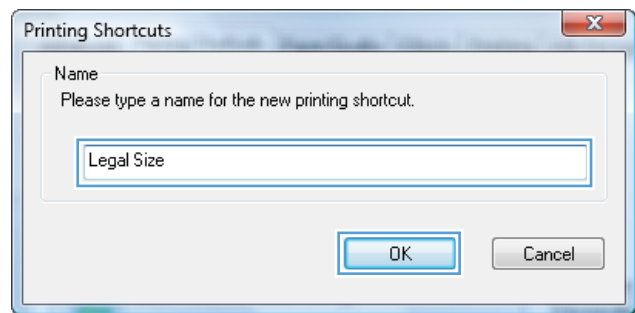 Printing Shortcuts
Name
Please type a name for the new printing shortcut.
Legal Size
OK
Cancel